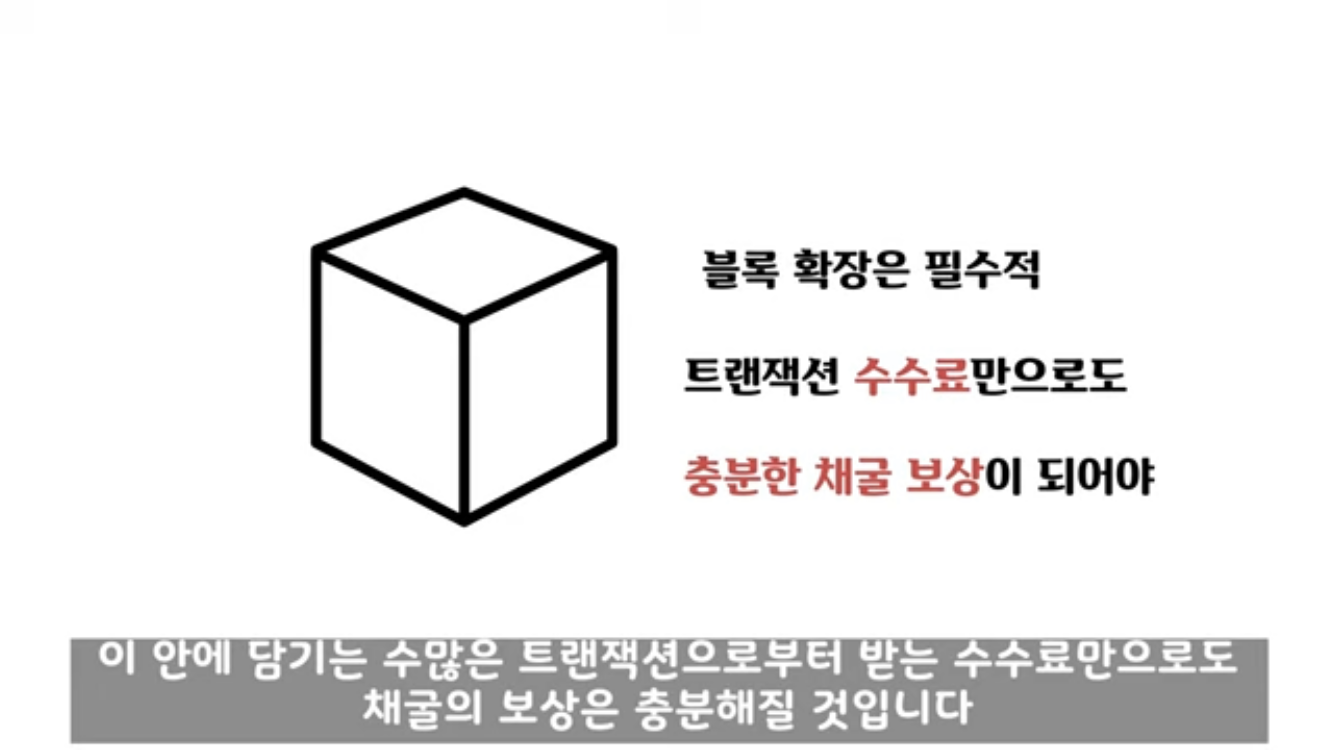 블록 확장은 필수적
트랜잭션 수수료만으로도
충분한 채굴 보상이 되어야
이 안에 담기는 수많은 트랜잭션으로부터 받는 수수료만으로도
채굴의 보상은 충분해질 것입니다